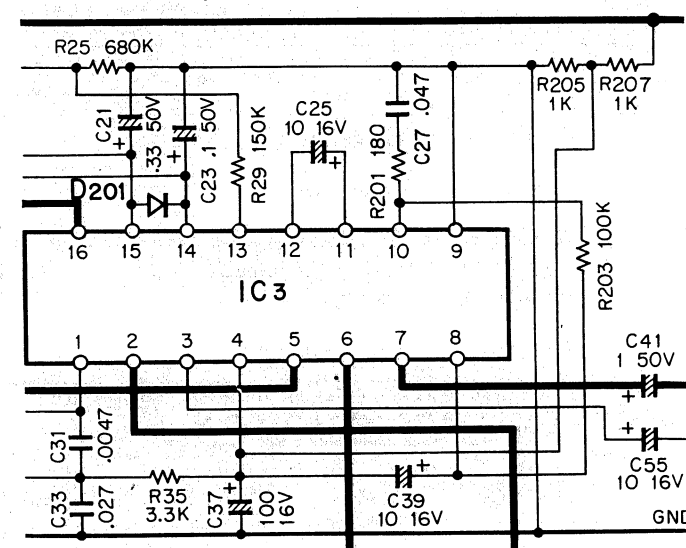 R25 680K
R205
1K
R207
1K
C21
.33 50V
+
C23 .1 50V
+
R29 150K
C25
10 16V
+
R201 180
C27 .047
D201
R203 100K
16 15 14 13 12 11 10 9
IC3
1 2 3 4 5 6 7 8
C41
1 50V
+
C31
.0047
C33
.027
R35
3.3K
C37
100
16V
+
C39
10 16V
+
C55
10 16V
+
GND